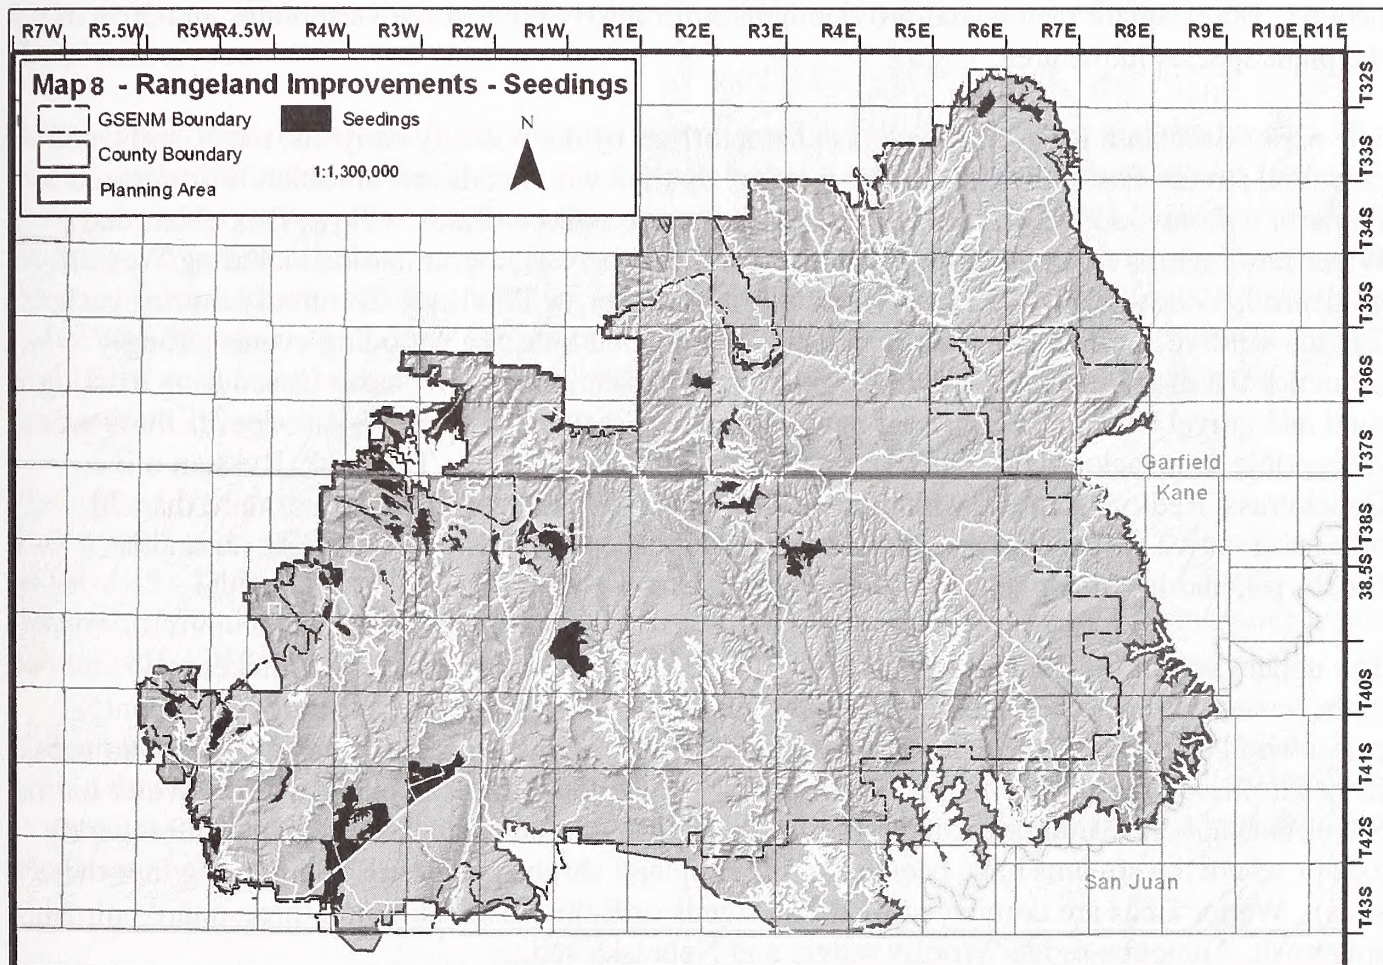 R7W R5.5W R5W R4.5W R4W R3W R2W R1W R1E R2E R3E R4E R5E R6E R7E R8E R9E R10E R11E
Map 8 - Rangeland Improvements - Seedings
GSENM Boundary
Seedings
N
County Boundary
1:1,300,000
Planning Area
T32S
T33S
T34S
T35S
T36S
T37S
Garfield
Kane
T38S
38.5S
T40S
T41S
T42S
San Juan
T43S